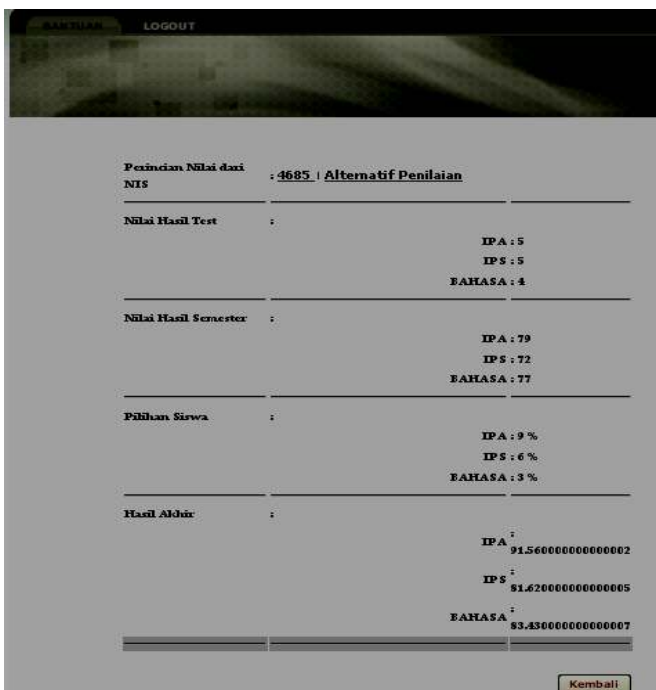 BANTUAN LOGOUT
Perincian Nilai dari NIS : 4685 | Alternatif Penilaian
Nilai Hasil Test :
IPA : 5
IPS : 5
BAHASA : 4
Nilai Hasil Semester :
IPA : 79
IPS : 72
BAHASA : 77
Pilihan Siswa :
IPA : 9 %
IPS : 6 %
BAHASA : 3 %
Hasil Akhir :
IPA : 91.560000000000002
IPS : 81.620000000000005
BAHASA : 83.430000000000007
Kembali